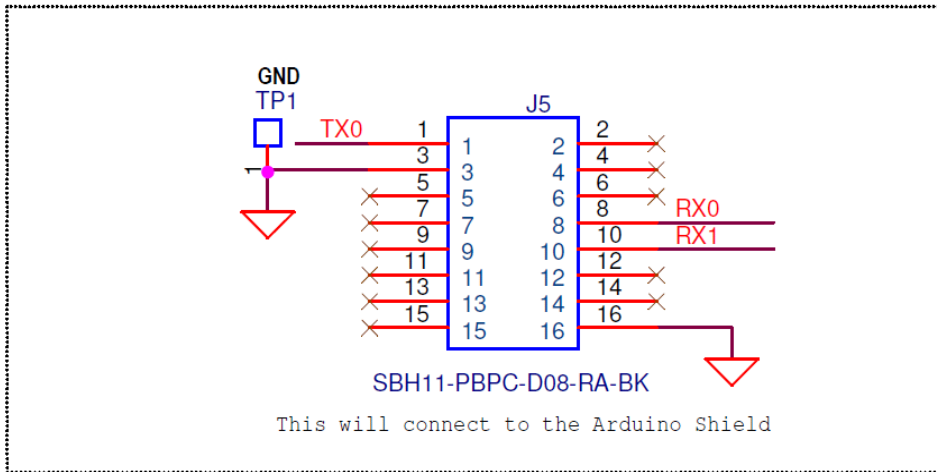 GND
TP1
J5
TX0 1 1 2 2
1 3 3 4 4
5 5 6 6
7 7 8 8 RX0
9 9 10 10 RX1
11 11 12 12
13 13 14 14
15 15 16 16
SBH11-PBPC-D08-RA-BK
This will connect to the Arduino Shield